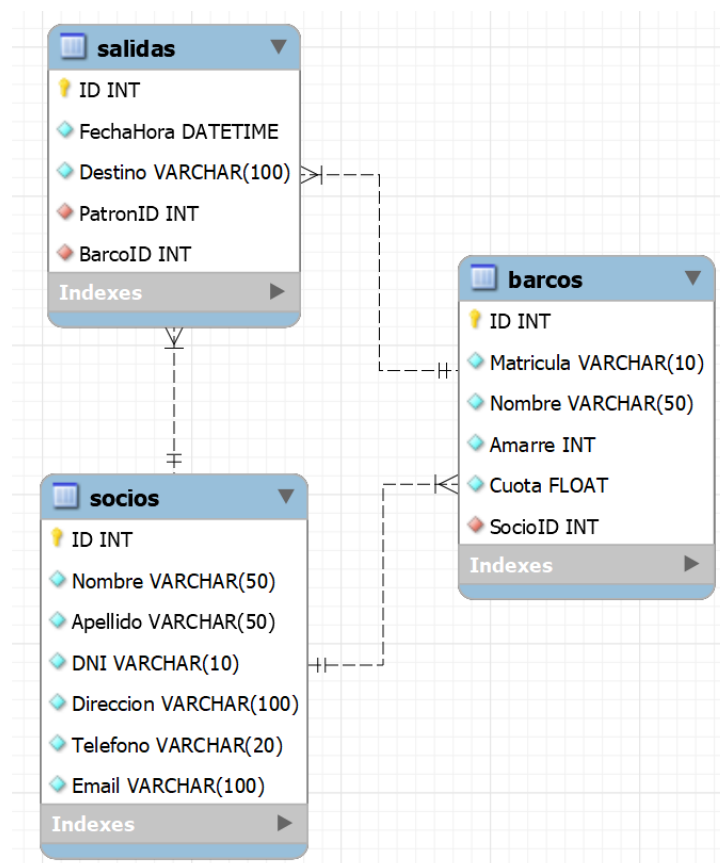 salidas
ID INT
FechaHora DATETIME
Destino VARCHAR(100)
PatronID INT
BarcoID INT
Indexes
barcos
ID INT
Matricula VARCHAR(10)
Nombre VARCHAR(50)
Amarre INT
Cuota FLOAT
SocioID INT
Indexes
socios
ID INT
Nombre VARCHAR(50)
Apellido VARCHAR(50)
DNI VARCHAR(10)
Direccion VARCHAR(100)
Telefono VARCHAR(20)
Email VARCHAR(100)
Indexes